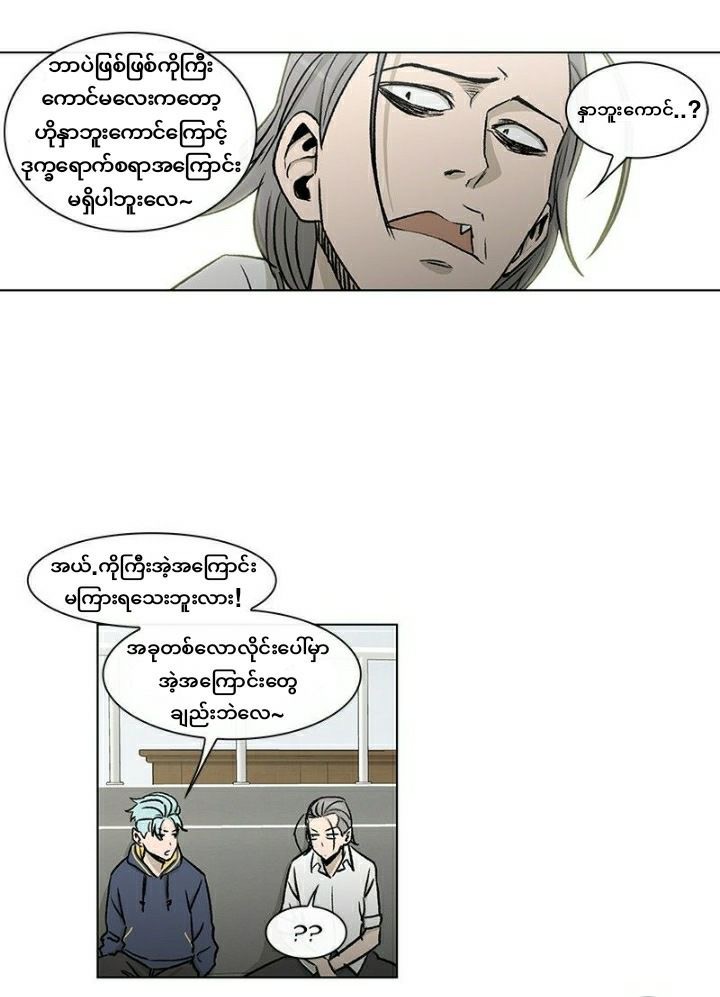 ဘာပဲဖြစ်ဖြစ်ကိုကြီး
ကောင်မလေးကတော့
ဟိုနှာဘူးကောင်ကြောင့်
ဒုက္ခရောက်စရာအကြောင်း
မရှိပါဘူးလေ~
နှာဘူးကောင်..?
အယ်.ကိုကြီးအဲ့အကြောင်း
မကြားရသေးဘူးလား!
အခုတစ်လောလိုင်းပေါ်မှာ
အဲ့အကြောင်းတွေ
ချည်းဘဲလေ~
??